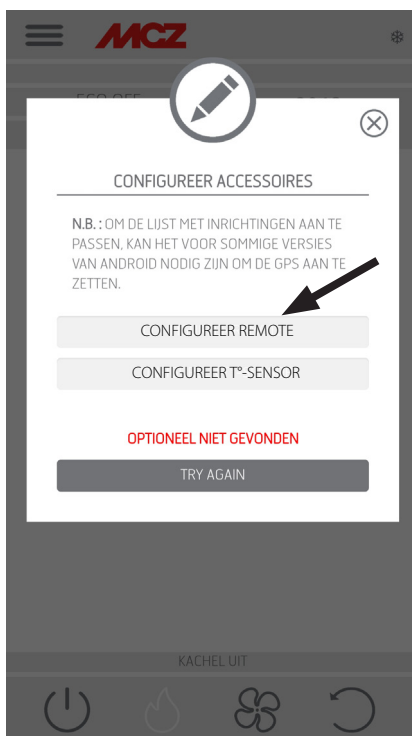 MCZ
CONFIGUREER ACCESSOIRES
N.B. : OM DE LIJST MET INRICHTINGEN AAN TE
PASSEN, KAN HET VOOR SOMMIGE VERSIES
VAN ANDROID NODIG ZIJN OM DE GPS AAN TE
ZETTEN.
CONFIGUREER REMOTE
CONFIGUREER T°-SENSOR
OPTIONEEL NIET GEVONDEN
TRY AGAIN
KACHEL UIT